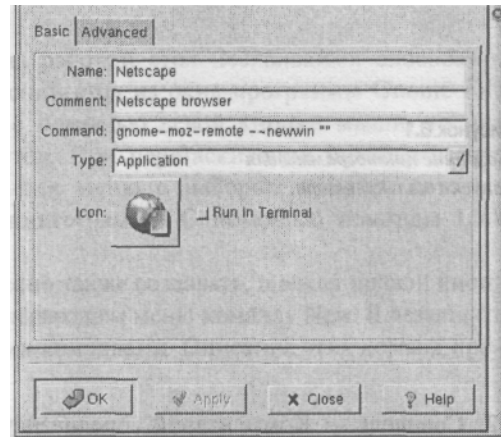 Basic Advanced
Name: Netscape
Comment: Netscape browser
Command: gnome-moz-remote --newwin ""
Type: Application
Icon: Run in Terminal
OK Apply Close Help